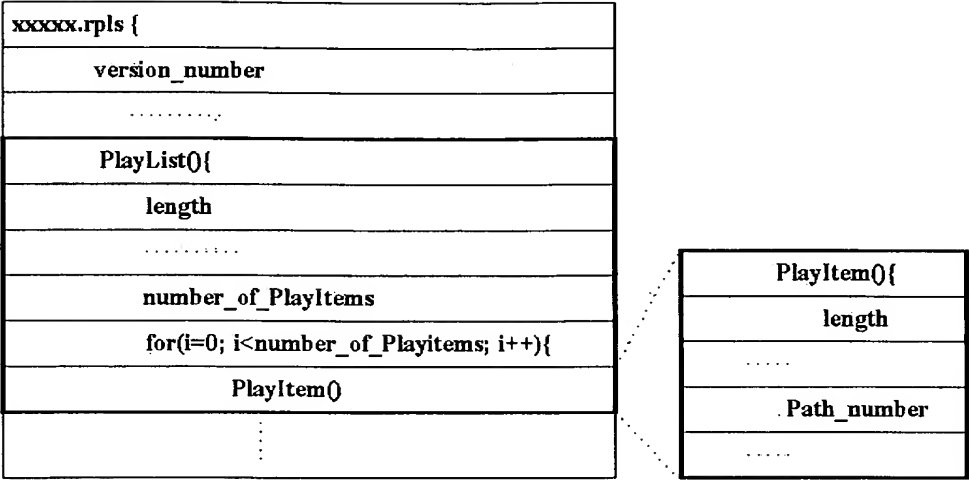 xxxxx.rpls {
version_number
..........
PlayList(){
length
..........
number_of_PlayItems
for(i=0; i<number_of_Playitems; i++){
PlayItem()
PlayItem(){
length
.....
Path_number
.....